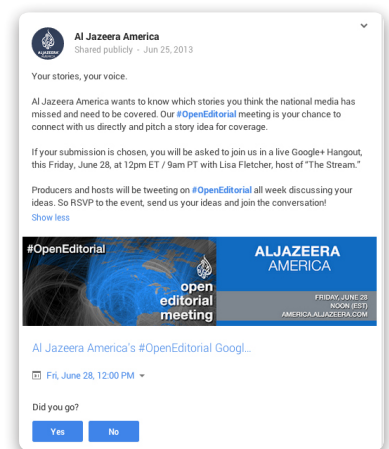 Al Jazeera America
Shared publicly - Jun 25, 2013
Your stories, your voice.
Al Jazeera America wants to know which stories you think the national media has
missed and need to be covered. Our #OpenEditorial meeting is your chance to
connect with us directly and pitch a story idea for coverage.
If your submission is chosen, you will be asked to join us in a live Google+ Hangout,
this Friday, June 28, at 12pm ET / 9am PT with Lisa Fletcher, host of “The Stream.”
Producers and hosts will be tweeting on #OpenEditorial all week discussing your
ideas. So RSVP to the event, send us your ideas and join the conversation!
Show less
#OpenEditorial
open
editorial
meeting
ALJAZEERA
AMERICA
FRIDAY, JUNE 28
NOON (EST)
AMERICA.ALJAZEERA.COM
Al Jazeera America's #OpenEditorial Googl...
Fri, June 28, 12:00 PM
Did you go?
Yes
No